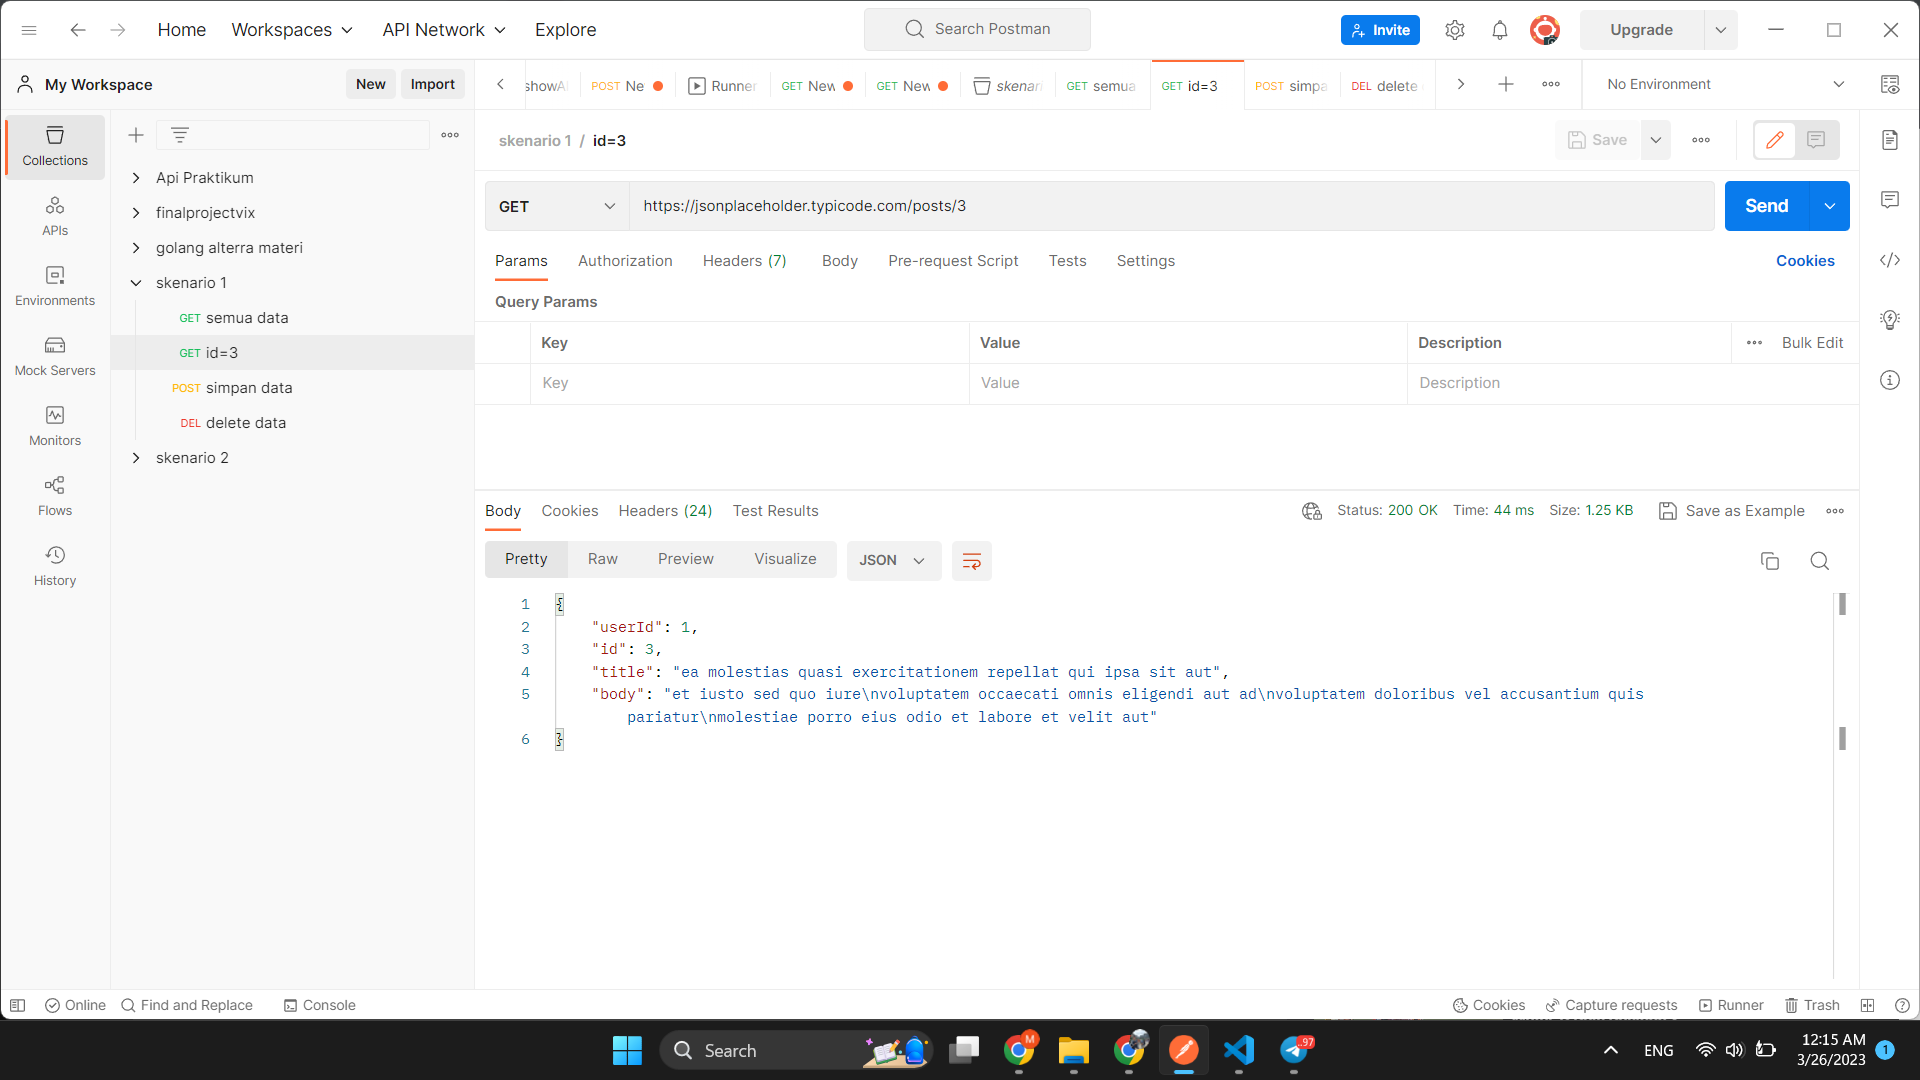 Home
Workspaces
API Network
Explore
Search Postman
Invite
Upgrade
My Workspace
New
Import
POST Ne
Runner
GET New
GET New
GET semua
GET id=3
POST simpa
DEL delete
No Environment
Collections
APIs
Environments
Mock Servers
Monitors
Flows
History
Api Praktikum
finalprojectvix
golang alterra materi
skenario 1
GET semua data
GET id=3
POST simpan data
DEL delete data
skenario 2
skenario 1 / id=3
Save
GET
https://jsonplaceholder.typicode.com/posts/3
Send
Params
Authorization
Headers (7)
Body
Pre-request Script
Tests
Settings
Cookies
Query Params
Key
Value
Description
Bulk Edit
Key
Value
Description
Body
Cookies
Headers (24)
Test Results
Status: 200 OK
Time: 44 ms
Size: 1.25 KB
Save as Example
Pretty
Raw
Preview
Visualize
JSON
1 {
2 "userId": 1,
3 "id": 3,
4 "title": "ea molestias quasi exercitationem repellat qui ipsa sit aut",
5 "body": "et iusto sed quo iure\nvoluptatem occaecati omnis eligendi aut ad\nvoluptatem doloribus vel accusantium quis
pariatur\nmolestiae porro eius odio et labore et velit aut"
6 }
Online
Find and Replace
Console
Cookies
Capture requests
Runner
Trash
Search
M
97
ENG
12:15 AM
3/26/2023
1